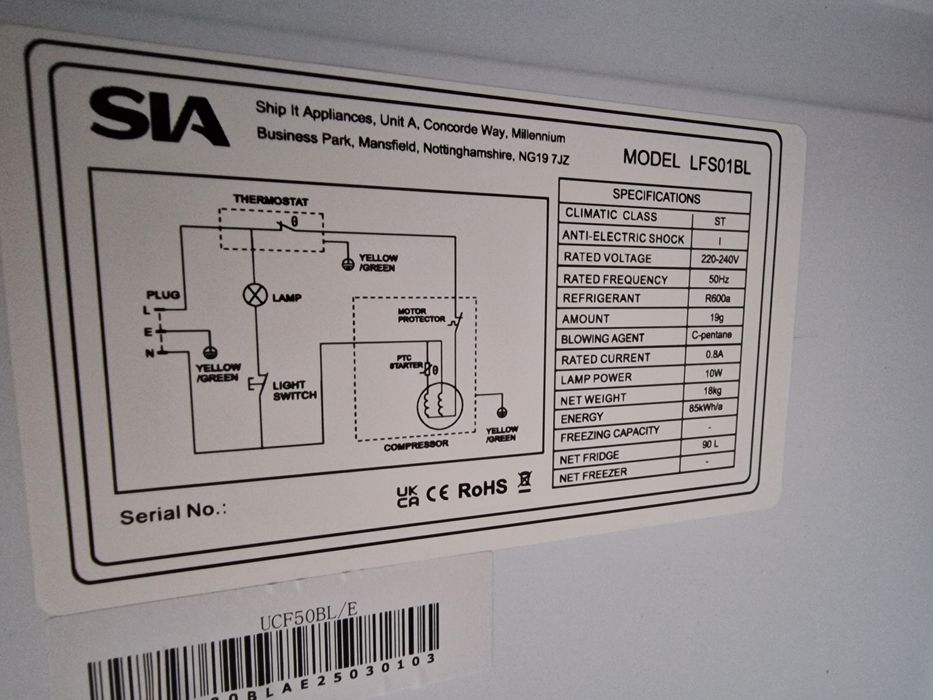 SIA
Ship It Appliances, Unit A, Concorde Way, Millennium
Business Park, Mansfield, Nottinghamshire, NG19 7JZ
MODEL LFS01BL
THERMOSTAT
θ
YELLOW
/GREEN
PLUG
L
E
N
LAMP
YELLOW
/GREEN
LIGHT
SWITCH
MOTOR
PROTECTOR
PTC
STARTER
θ
COMPRESSOR
YELLOW
/GREEN
SPECIFICATIONS
CLIMATIC CLASS ST
ANTI-ELECTRIC SHOCK I
RATED VOLTAGE 220-240V
RATED FREQUENCY 50Hz
REFRIGERANT R600a
AMOUNT 19g
BLOWING AGENT C-pentane
RATED CURRENT 0.8A
LAMP POWER 10W
NET WEIGHT 18kg
ENERGY 85kWh/a
FREEZING CAPACITY -
NET FRIDGE 90 L
NET FREEZER -
Serial No.:
UK
CA CE RoHS
UCF50BL/E
0BLAE25030103